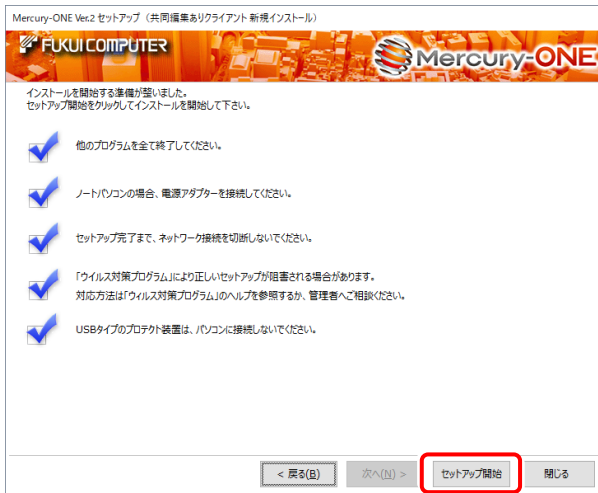 Mercury-ONE Ver.2 セットアップ（共同編集ありクライアント 新規インストール）
FUKUI COMPUTER
Mercury-ONE
インストールを開始する準備が整いました。
セットアップ開始をクリックしてインストールを開始して下さい。
他のプログラムを全て終了してください。
ノートパソコンの場合、電源アダプターを接続してください。
セットアップ完了まで、ネットワーク接続を切断しないでください。
「ウイルス対策プログラム」により正しいセットアップが阻害される場合があります。
対応方法は「ウィルス対策プログラム」のヘルプを参照するか、管理者へご相談ください。
USBタイプのプロテクト装置は、パソコンに接続しないでください。
< 戻る(B) 次へ(N) > セットアップ開始 閉じる